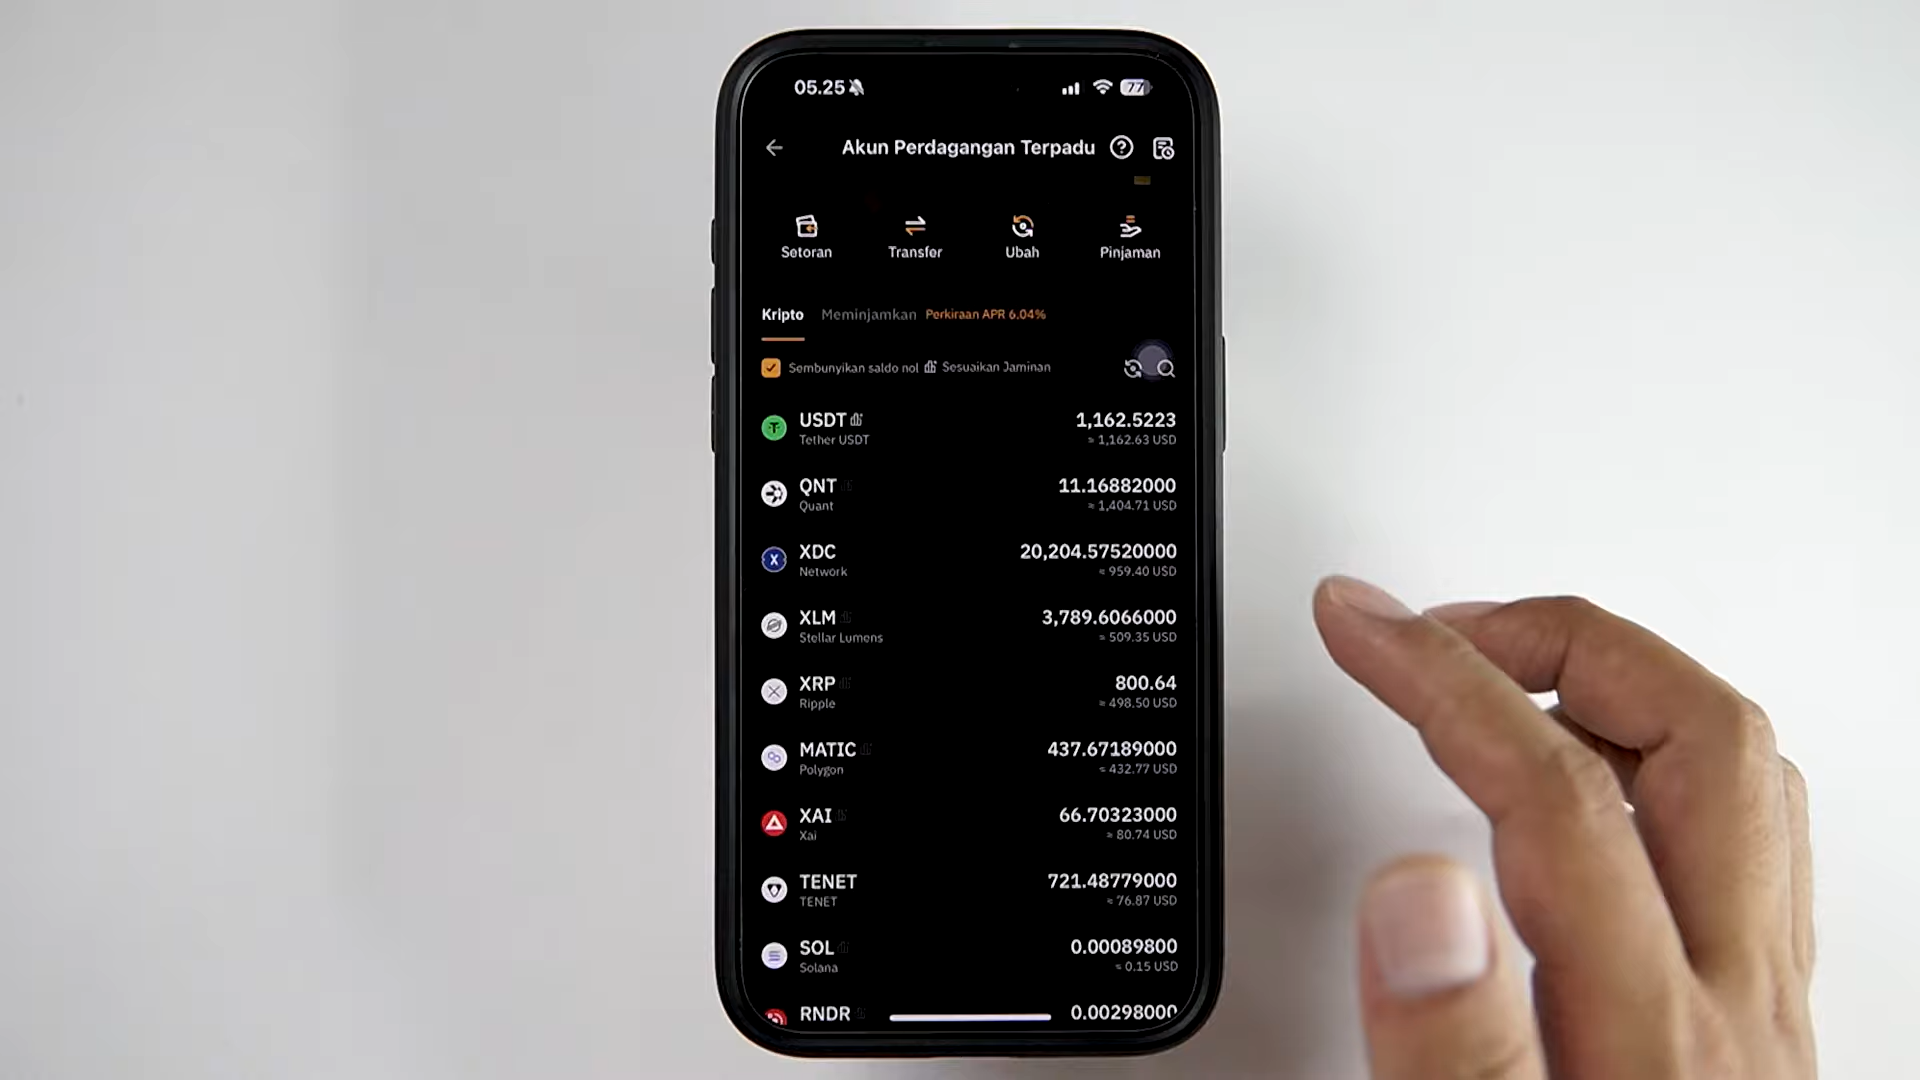 05.25
77
Akun Perdagangan Terpadu
Setoran Transfer Ubah Pinjaman
Kripto Meminjamkan Perkiraan APR 6.04%
Sembunyikan saldo nol Sesuaikan Jaminan
USDT 1,162.5223
Tether USDT ≈ 1,162.63 USD
QNT 11.16882000
Quant ≈ 1,404.71 USD
XDC 20,204.57520000
Network ≈ 959.40 USD
XLM 3,789.6066000
Stellar Lumens ≈ 509.35 USD
XRP 800.64
Ripple ≈ 498.50 USD
MATIC 437.67189000
Polygon ≈ 432.77 USD
XAI 66.70323000
Xai ≈ 80.74 USD
TENET 721.48779000
TENET ≈ 76.87 USD
SOL 0.00089800
Solana ≈ 0.15 USD
RNDR 0.00298000